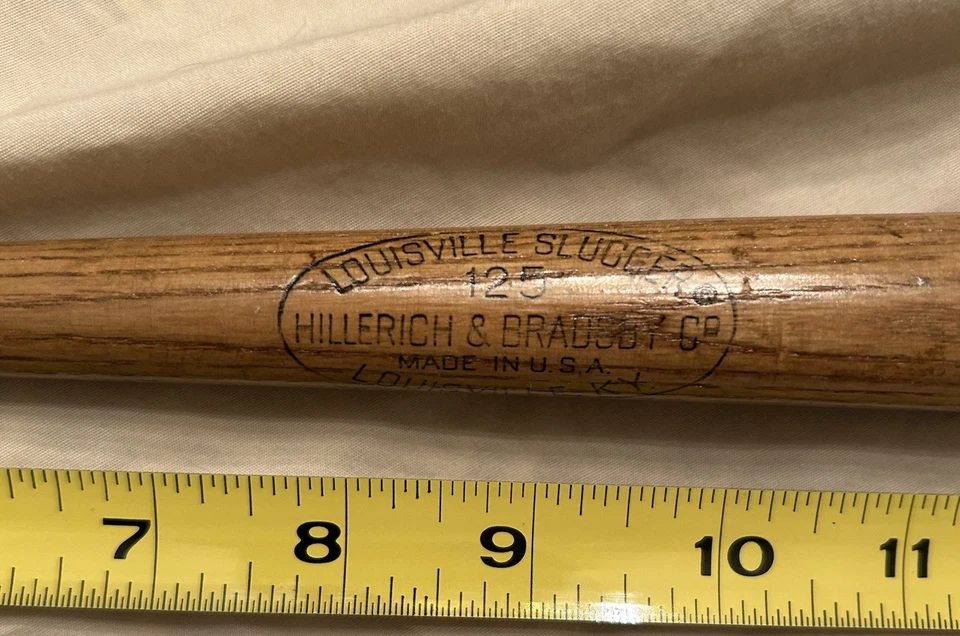 LOUISVILLE SLUGGER ®
125
HILLERICH & BRADSBY CO
MADE IN U.S.A.
LOUISVILLE KY.
7 8 9 10 11